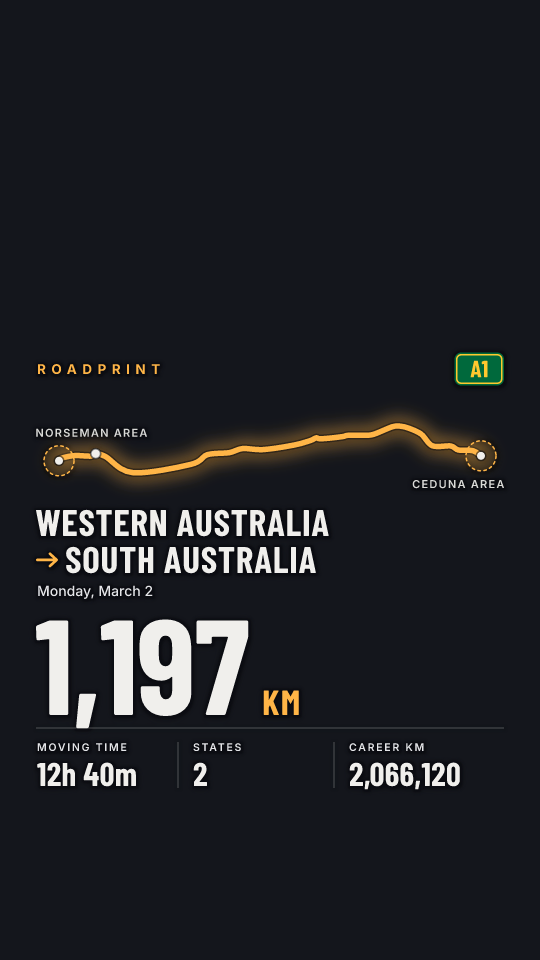 ROADPRINT
A1
NORSEMAN AREA
CEDUNA AREA
WESTERN AUSTRALIA
→ SOUTH AUSTRALIA
Monday, March 2
1,197 KM
MOVING TIME
12h 40m
STATES
2
CAREER KM
2,066,120